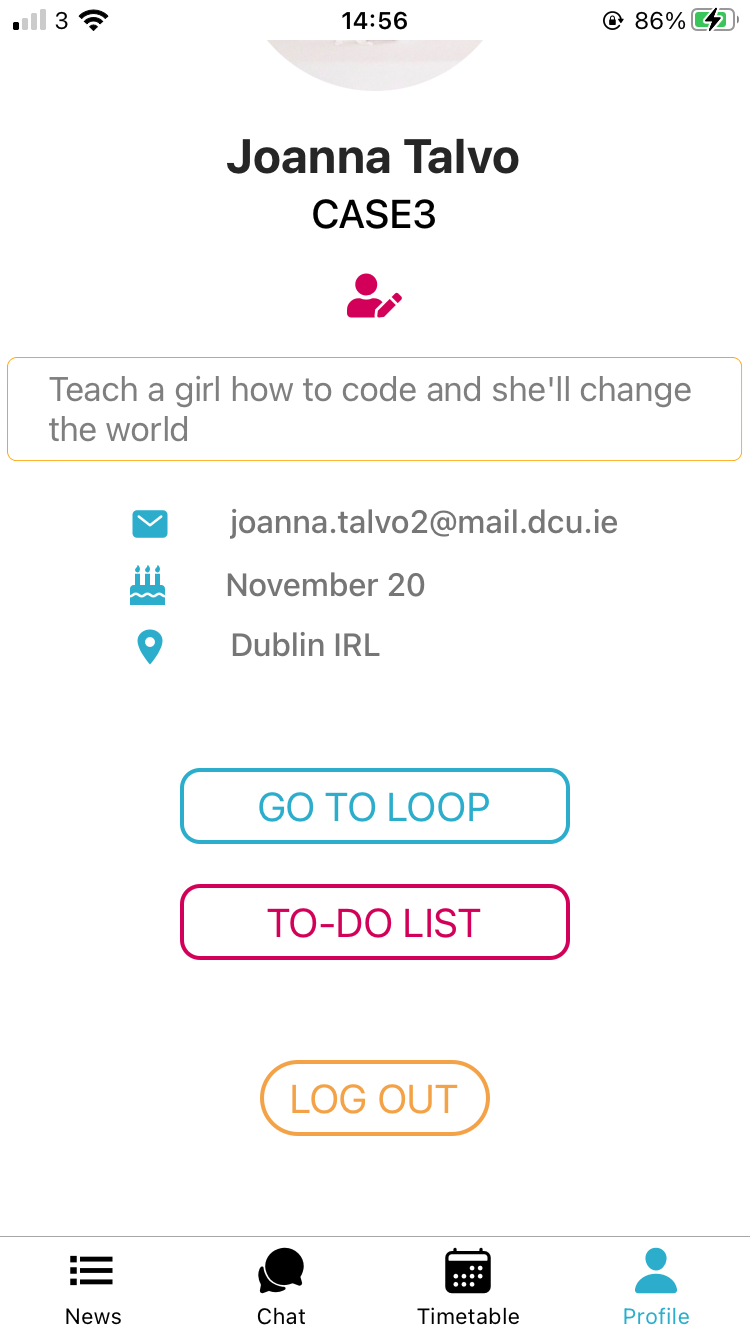 3 14:56 86%
Joanna Talvo
CASE3
Teach a girl how to code and she'll change
the world
joanna.talvo2@mail.dcu.ie
November 20
Dublin IRL
GO TO LOOP
TO-DO LIST
LOG OUT
News Chat Timetable Profile